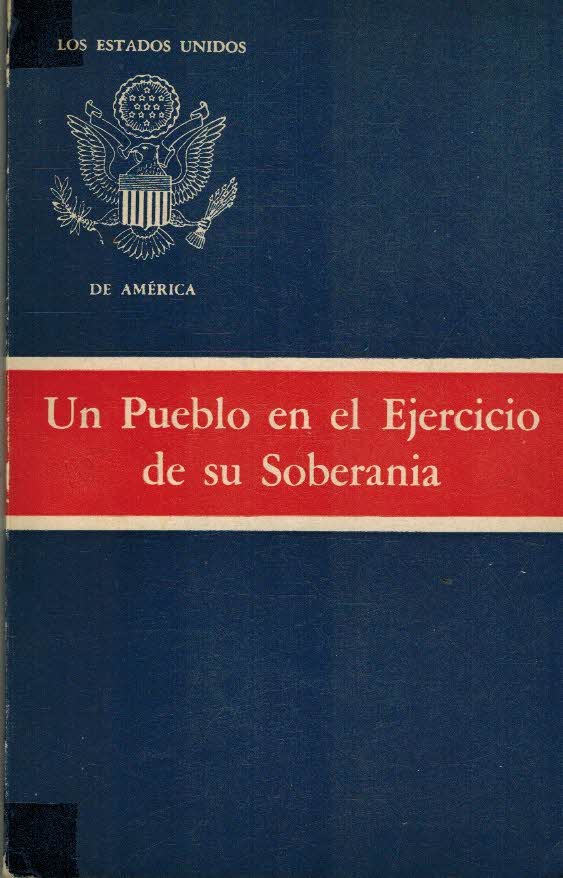 LOS ESTADOS UNIDOS
DE AMÉRICA
Un Pueblo en el Ejercicio
de su Soberania